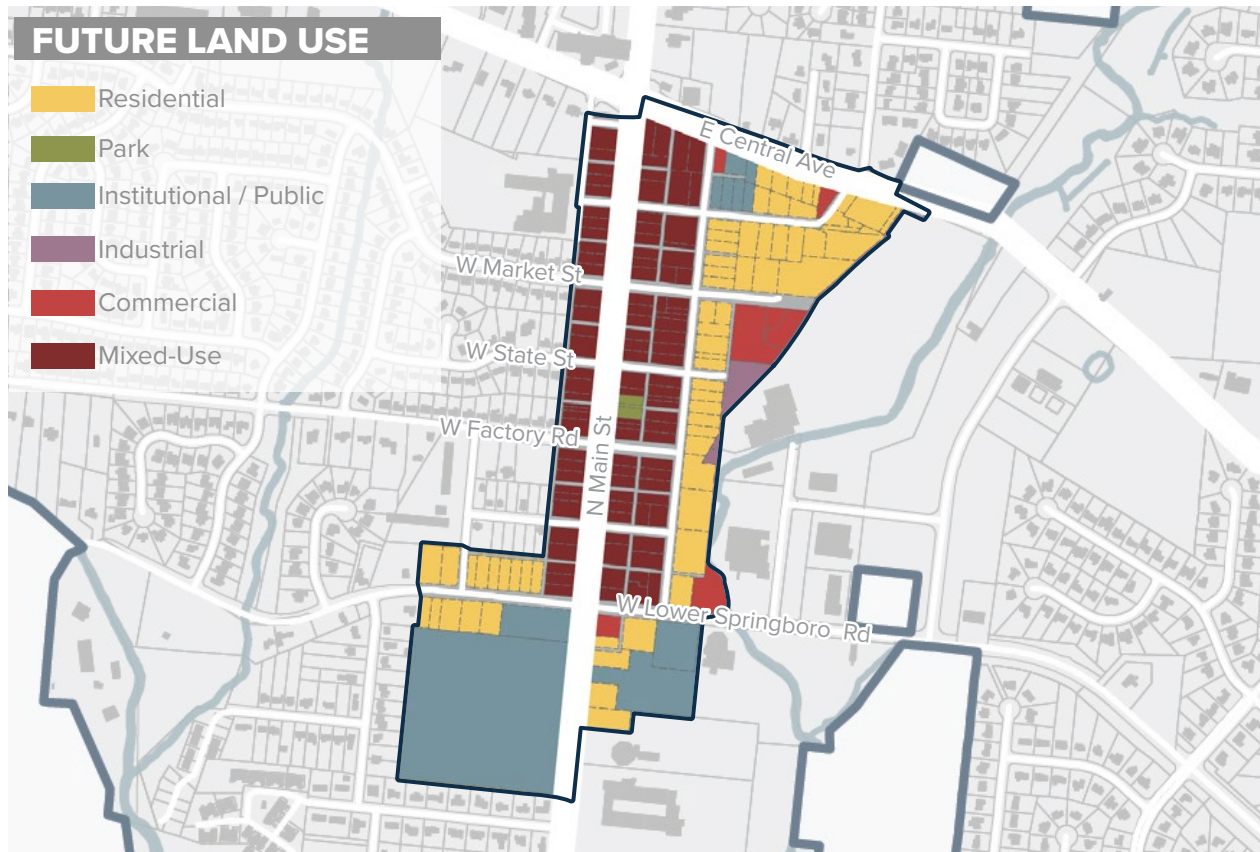 FUTURE LAND USE
Residential
Park
Institutional / Public
Industrial
Commercial
Mixed-Use
E Central Ave
W Market St
W State St
W Factory Rd
N Main St
W Lower Springboro Rd